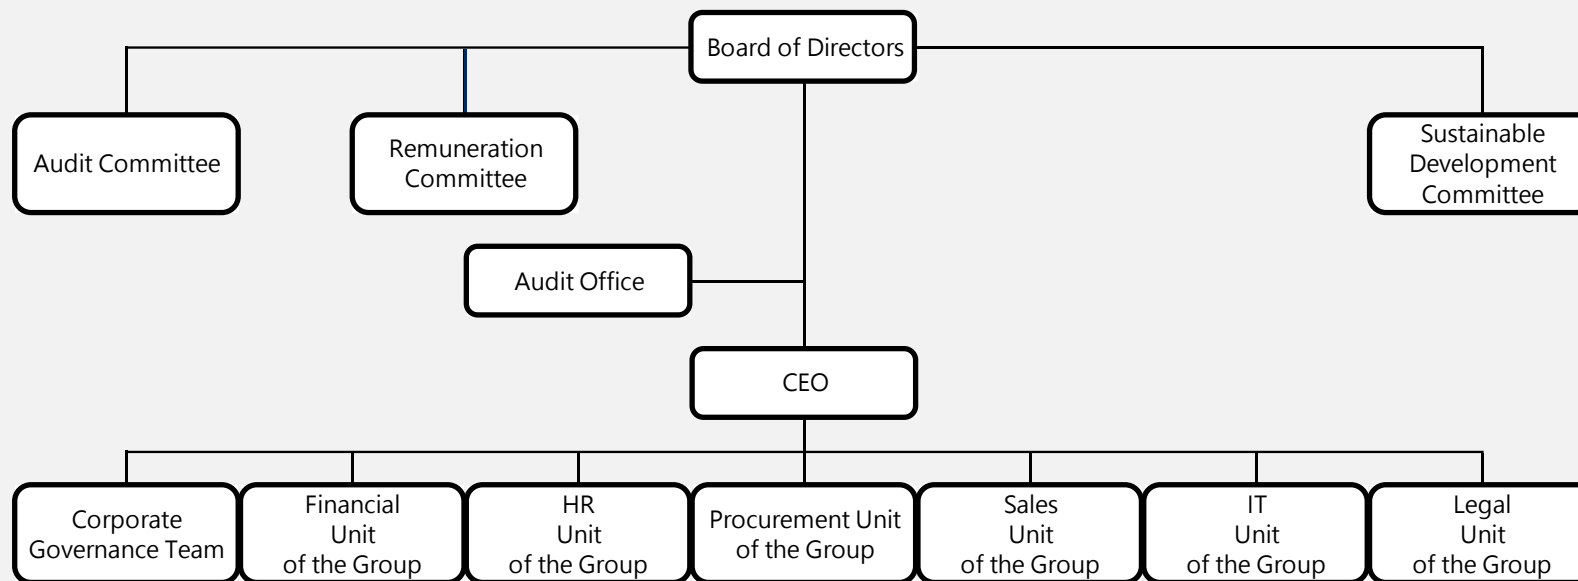 Board of Directors
Audit Committee
Remuneration
Committee
Sustainable
Development
Committee
Audit Office
CEO
Corporate
Governance Team
Financial
Unit
of the Group
HR
Unit
of the Group
Procurement Unit
of the Group
Sales
Unit
of the Group
IT
Unit
of the Group
Legal
Unit
of the Group